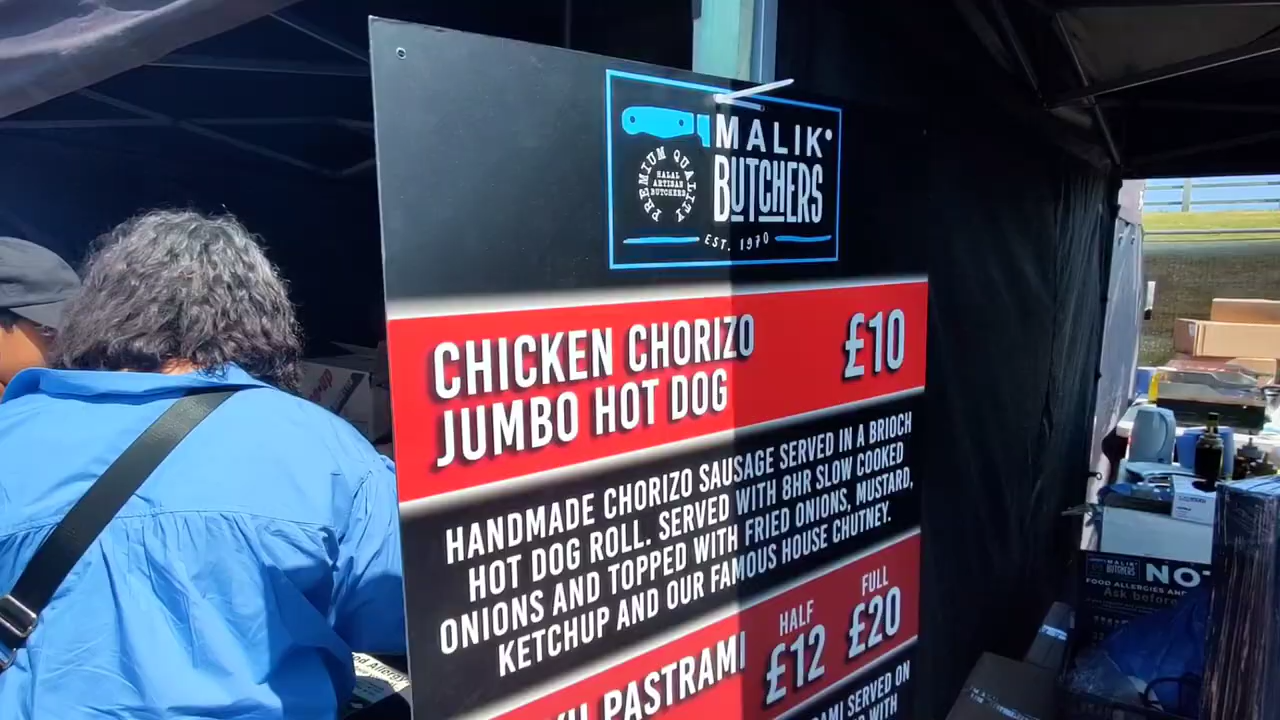 MALIK'
BUTCHERS
PREMIUM QUALITY
HALAL
ARTISAN
BUTCHERS
EST. 1970
CHICKEN CHORIZO
JUMBO HOT DOG
£10
HANDMADE CHORIZO SAUSAGE SERVED IN A BRIOCH
HOT DOG ROLL. SERVED WITH 8HR SLOW COOKED
ONIONS AND TOPPED WITH FRIED ONIONS, MUSTARD,
KETCHUP AND OUR FAMOUS HOUSE CHUTNEY.
PASTRAMI
HALF
£12
FULL
£20
SERVED ON
WITH
MALIK'
BUTCHERS
FOOD ALLERGIES AND
Ask before